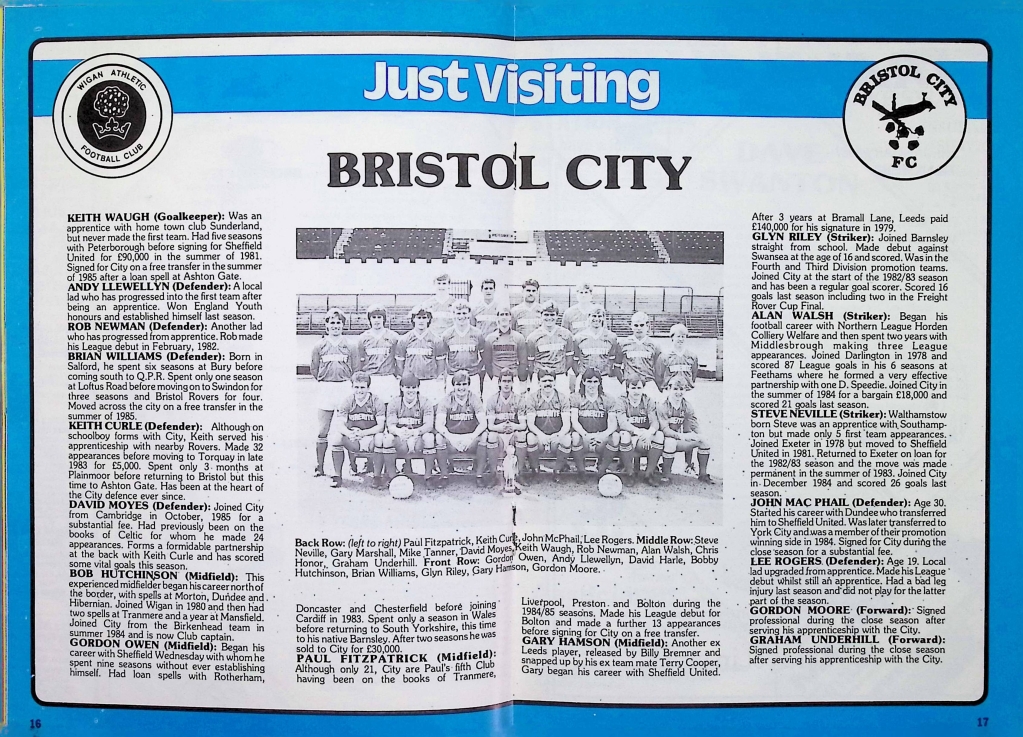 WIGAN ATHLETIC
FOOTBALL CLUB
Just Visiting
BRISTOL CITY
FC
BRISTOL CITY
KEITH WAUGH (Goalkeeper): Was an
apprentice with home town club Sunderland,
but never made the first team. Had five seasons
with Peterborough before signing for Sheffield
United for £90,000 in the summer of 1981.
Signed for City on a free transfer in the summer
of 1985 after a loan spell at Ashton Gate.
ANDY LLEWELLYN (Defender): A local
lad who has progressed into the first team after
being an apprentice. Won England Youth
honours and established himself last season.
ROB NEWMAN (Defender): Another lad
who has progressed from apprentice. Rob made
his League debut in February, 1982.
BRIAN WILLIAMS (Defender): Born in
Salford, he spent six seasons at Bury before
coming south to Q.P.R. Spent only one season
at Loftus Road before moving on to Swindon for
three seasons and Bristol Rovers for four.
Moved across the city on a free transfer in the
summer of 1985.
KEITH CURLE (Defender): Although on
schoolboy forms with City, Keith served his
apprenticeship with nearby Rovers. Made 32
appearances before moving to Torquay in late
1983 for £5,000. Spent only 3 months at
Plainmoor before returning to Bristol but this
time to Ashton Gate. Has been at the heart of
the City defence ever since.
DAVID MOYES (Defender): Joined City
from Cambridge in October, 1985 for a
substantial fee. Had previously been on the
books of Celtic for whom he made 24
appearances. Forms a formidable partnership
at the back with Keith Curle and has scored
some vital goals this season.
BOB HUTCHINSON (Midfield): This
experienced midfielder began his career north of
the border, with spells at Morton, Dundee and
Hibernian. Joined Wigan in 1980 and then had
two spells at Tranmere and a year at Mansfield.
Joined City from the Birkenhead team in
summer 1984 and is now Club captain.
GORDON OWEN (Midfield): Began his
career with Sheffield Wednesday with whom he
spent nine seasons without ever establishing
himself. Had loan spells with Rotherham,
Back Row: (left to right) Paul Fitzpatrick, Keith Curle, John McPhail, Lee Rogers. Middle Row: Steve
Neville, Gary Marshall, Mike Tanner, David Moyes, Keith Waugh, Rob Newman, Alan Walsh, Chris
Honor, Graham Underhill. Front Row: Gordon Owen, Andy Llewellyn, David Harle, Bobby
Hutchinson, Brian Williams, Glyn Riley, Gary Hamson, Gordon Moore.
Doncaster and Chesterfield before joining
Cardiff in 1983. Spent only a season in Wales
before returning to South Yorkshire, this time
to his native Barnsley. After two seasons he was
sold to City for £30,000.
PAUL FITZPATRICK (Midfield):
Although only 21, City are Paul's fifth Club
having been on the books of Tranmere,
Liverpool, Preston and Bolton during the
1984/85 seasons. Made his League debut for
Bolton and made a further 13 appearances
before signing for City on a free transfer.
GARY HAMSON (Midfield): Another ex
Leeds player, released by Billy Bremner and
snapped up by his ex team mate Terry Cooper,
Gary began his career with Sheffield United.
After 3 years at Bramall Lane, Leeds paid
£140,000 for his signature in 1979.
GLYN RILEY (Striker): Joined Barnsley
straight from school. Made debut against
Swansea at the age of 16 and scored. Was in the
Fourth and Third Division promotion teams.
Joined City at the start of the 1982/83 season
and has been a regular goal scorer. Scored 16
goals last season including two in the Freight
Rover Cup Final.
ALAN WALSH (Striker): Began his
football career with Northern League Horden
Colliery Welfare and then spent two years with
Middlesbrough making three League
appearances. Joined Darlington in 1978 and
scored 87 League goals in his 6 seasons at
Feethams where he formed a very effective
partnership with one D. Speedie. Joined City in
the summer of 1984 for a bargain £18,000 and
scored 21 goals last season.
STEVE NEVILLE (Striker): Walthamstow
born Steve was an apprentice with Southamp-
ton but made only 5 first team appearances.
Joined Exeter in 1978 but moved to Sheffield
United in 1981. Returned to Exeter on loan for
the 1982/83 season and the move was made
permanent in the summer of 1983. Joined City
in December 1984 and scored 26 goals last
season.
JOHN MAC PHAIL (Defender): Age 30.
Started his career with Dundee who transferred
him to Sheffield United. Was later transferred to
York City and was a member of their promotion
winning side in 1984. Signed for City during the
close season for a substantial fee.
LEE ROGERS (Defender): Age 19. Local
lad upgraded from apprentice. Made his League
debut whilst still an apprentice. Had a bad leg
injury last season and did not play for the latter
part of the season.
GORDON MOORE (Forward): Signed
professional during the close season after
serving his apprenticeship with the City.
GRAHAM UNDERHILL (Forward):
Signed professional during the close season
after serving his apprenticeship with the City.
16
17